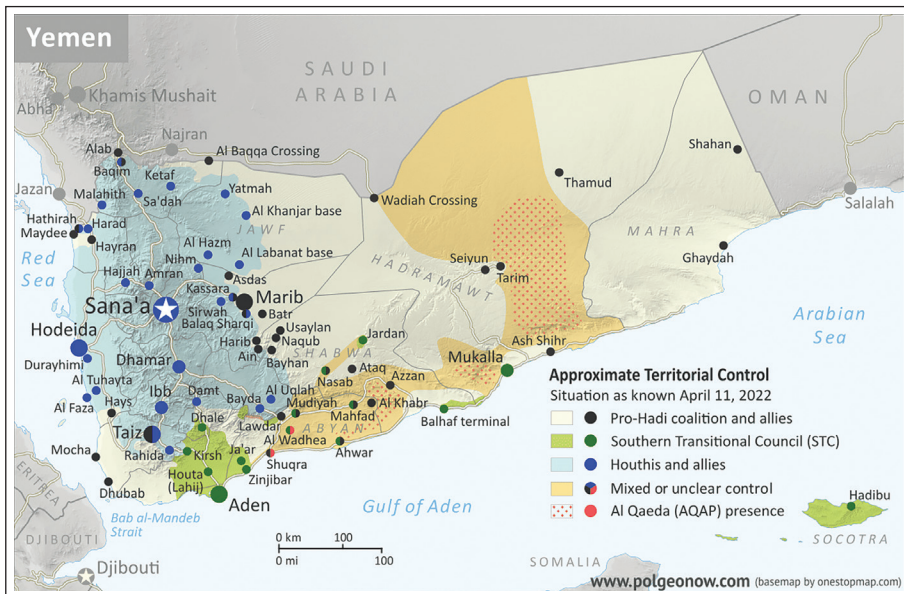 Yemen
SAUDI
ARABIA
OMAN
Khamis Mushait
Abha
Najran
Jazan
Salalah
Alab
Al Baqqa Crossing
Baqim
Ketaf
Yatmah
Malahith
Sa'dah
Wadiah Crossing
Thamud
Shahan
Hathirah
Harad
Al Khanjar base
Maydee
Hayran
JAWF
MAHRA
Ghaydah
Red
Sea
Al Hazm
Nihm
Al Labanat base
Hajjah
Amran
Asdas
HADRAMAWT
Seiyun
Tarim
Kassara
Marib
Sana'a
Sirwah
Batr
Balaq Sharqi
Usaylan
Arabian
Sea
Hodeida
Harib
Naqub
Jardan
Ash Shihr
Ain
Bayhan
SHABWA
Mukalla
Durayhimi
Dhamar
Ataq
Nasab
Azzan
Al Tuhayta
Ibb
Damt
Al Uqlah
Mudiyah
Al Faza
Hays
Bayda
Mahfad
Al Khabr
Balhaf terminal
Dhale
Lawdar
ABYAN
Taiz
Al Wadhea
Ahwar
Mocha
Rahida
Kirsh
Ja'ar
Shuqra
Houta
(Lahij)
Zinjibar
Dhubab
Aden
Gulf of Aden
Bab al-Mandeb
Strait
ERITREA
DJIBOUTI
Djibouti
0 km 100
0 mi 100
SOMALIA
Hadibu
SOCOTRA
Approximate Territorial Control
Situation as known April 11, 2022
Pro-Hadi coalition and allies
Southern Transitional Council (STC)
Houthis and allies
Mixed or unclear control
Al Qaeda (AQAP) presence
www.polgeonow.com (basemap by onestopmap.com)